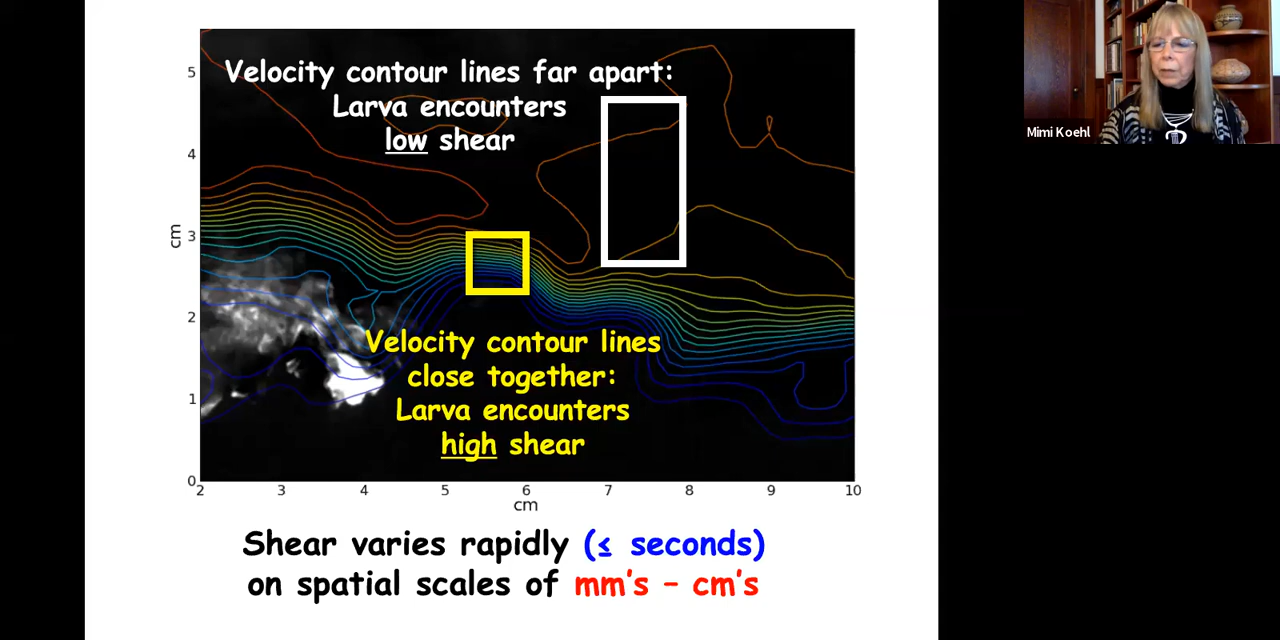 Velocity contour lines far apart:
Larva encounters
low shear
Mimi Koehl
5
4
3
2
1
0
cm
Velocity contour lines
close together:
Larva encounters
high shear
2 3 4 5 6 7 8 9 10
cm
Shear varies rapidly (≤ seconds)
on spatial scales of mm's – cm's